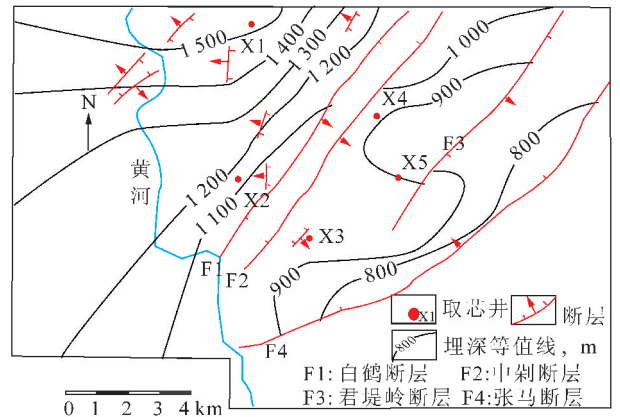 1 500
X1
1 400
1 300
1 200
1 000
X4
900
N
F3
800
X5
黄河
1 200
X2
1 100
X3
F1
F2
900
800
F4
X1
取芯井
断层
800
埋深等值线，m
F1:白鹤断层 F2:中剁断层
F3:君堤岭断层 F4:张马断层
0 1 2 3 4 km